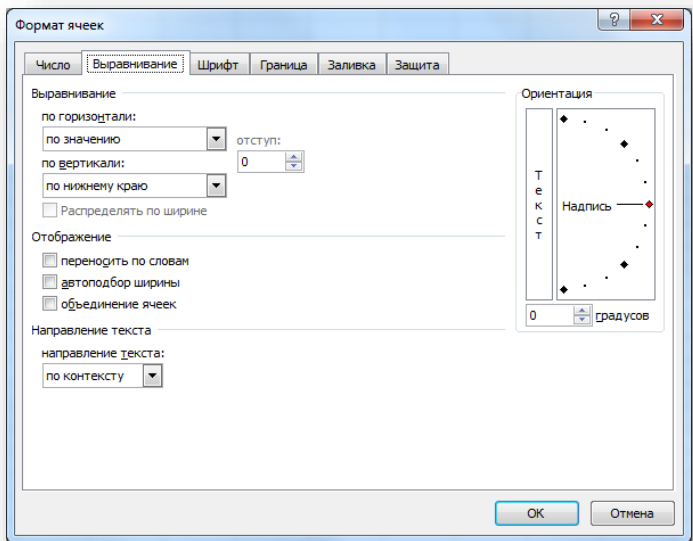 Формат ячеек
Число Выравнивание Шрифт Граница Заливка Защита
Выравнивание
по горизонтали:
по значению
отступ:
по вертикали:
0
по нижнему краю
Распределять по ширине
Отображение
переносить по словам
автоподбор ширины
объединение ячеек
Направление текста
направление текста:
по контексту
Ориентация
Текст
Надпись
0 градусов
ОК Отмена